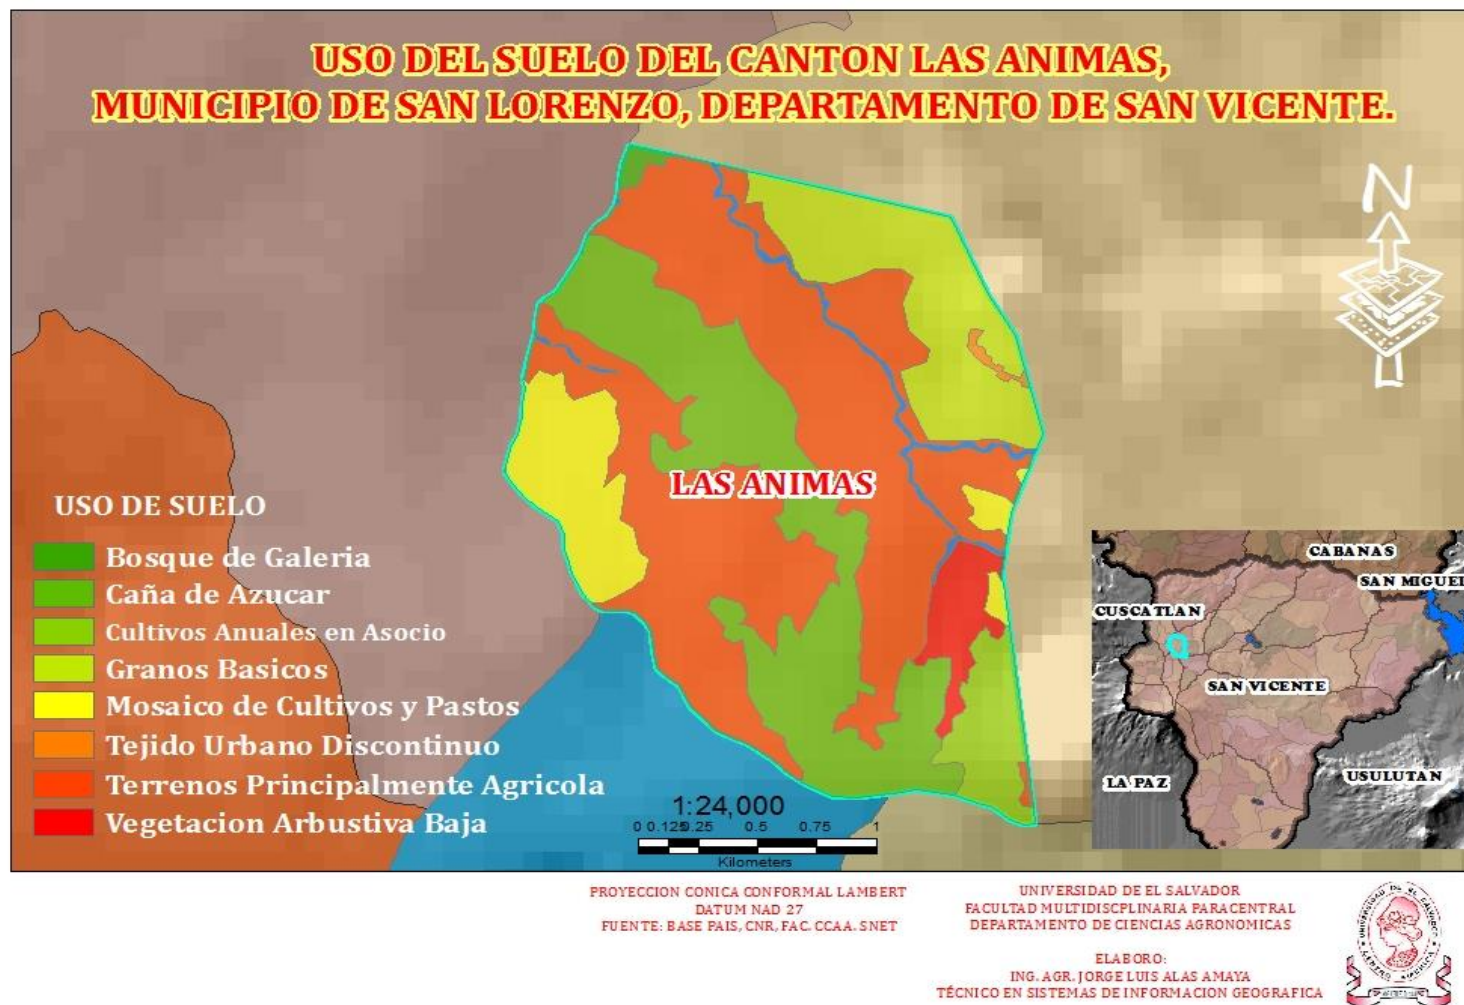 USO DEL SUELO DEL CANTON LAS ANIMAS,
MUNICIPIO DE SAN LORENZO, DEPARTAMENTO DE SAN VICENTE.
N
LAS ANIMAS
USO DE SUELO
Bosque de Galeria
Caña de Azucar
Cultivos Anuales en Asocio
Granos Basicos
Mosaico de Cultivos y Pastos
Tejido Urbano Discontinuo
Terrenos Principalmente Agricola
Vegetacion Arbustiva Baja
1:24,000
0 0.125 0.25 0.5 0.75 1
Kilometers
CABANAS
SAN MIGUEL
CUSCATLAN
SAN VICENTE
LA PAZ
USULUTAN
PROYECCION CONICA CONFORMAL LAMBERT
DATUM NAD 27
FUENTE: BASE PAIS, CNR, FAC. CCAA. SNET
UNIVERSIDAD DE EL SALVADOR
FACULTAD MULTIDISCPLINARIA PARACENTRAL
DEPARTAMENTO DE CIENCIAS AGRONOMICAS
ELABORO:
ING. AGR. JORGE LUIS ALAS AMAYA
TÉCNICO EN SISTEMAS DE INFORMACION GEOGRAFICA